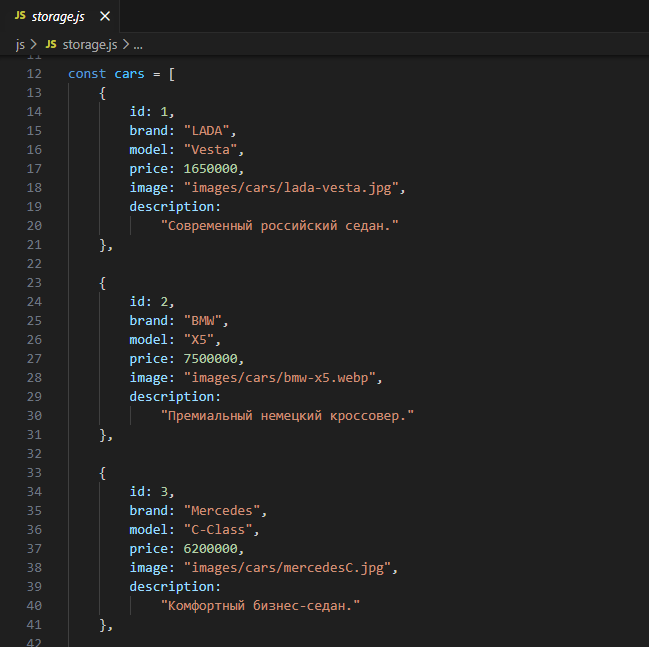 JS storage.js ×
js > JS storage.js > ...
11
12 const cars = [
13 {
14 id: 1,
15 brand: "LADA",
16 model: "Vesta",
17 price: 1650000,
18 image: "images/cars/lada-vesta.jpg",
19 description:
20 "Современный российский седан."
21 },
22
23 {
24 id: 2,
25 brand: "BMW",
26 model: "X5",
27 price: 7500000,
28 image: "images/cars/bmw-x5.webp",
29 description:
30 "Премиальный немецкий кроссовер."
31 },
32
33 {
34 id: 3,
35 brand: "Mercedes",
36 model: "C-Class",
37 price: 6200000,
38 image: "images/cars/mercedesC.jpg",
39 description:
40 "Комфортный бизнес-седан."
41 },
42